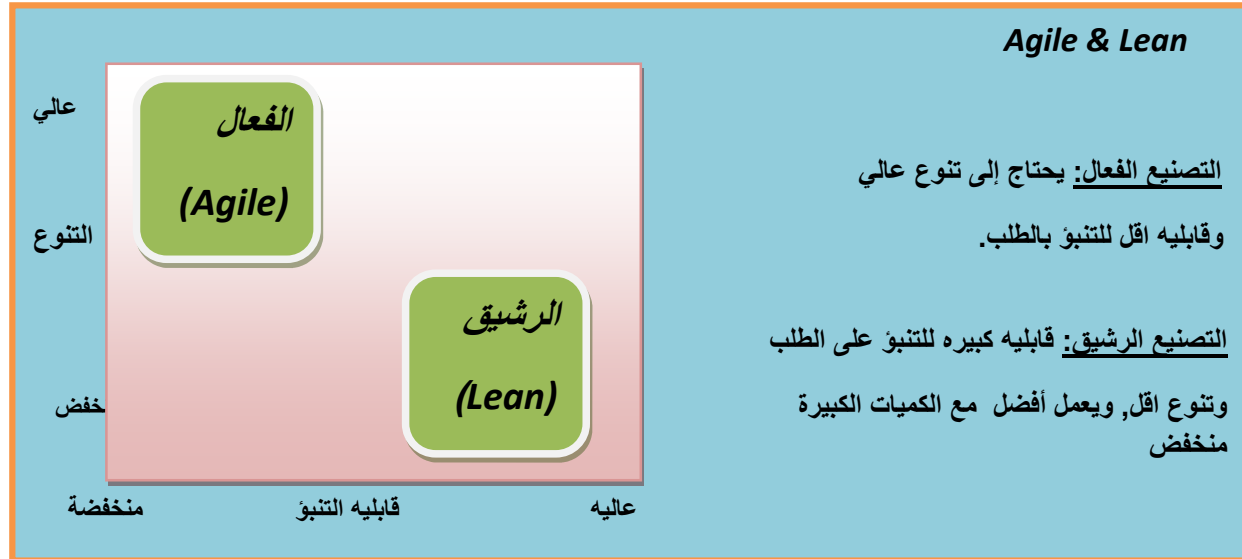 Agile & Lean
عالي
الفعال
(Agile)
التصنيع الفعال: يحتاج إلى تنوع عالي
التنوع
وقابليه اقل للتنبؤ بالطلب.
الرشيق
(Lean)
التصنيع الرشيق: قابليه كبيره للتنبؤ على الطلب
خفض
وتنوع اقل, ويعمل أفضل مع الكميات الكبيرة
منخفض
منخفضة
قابليه التنبؤ
عاليه